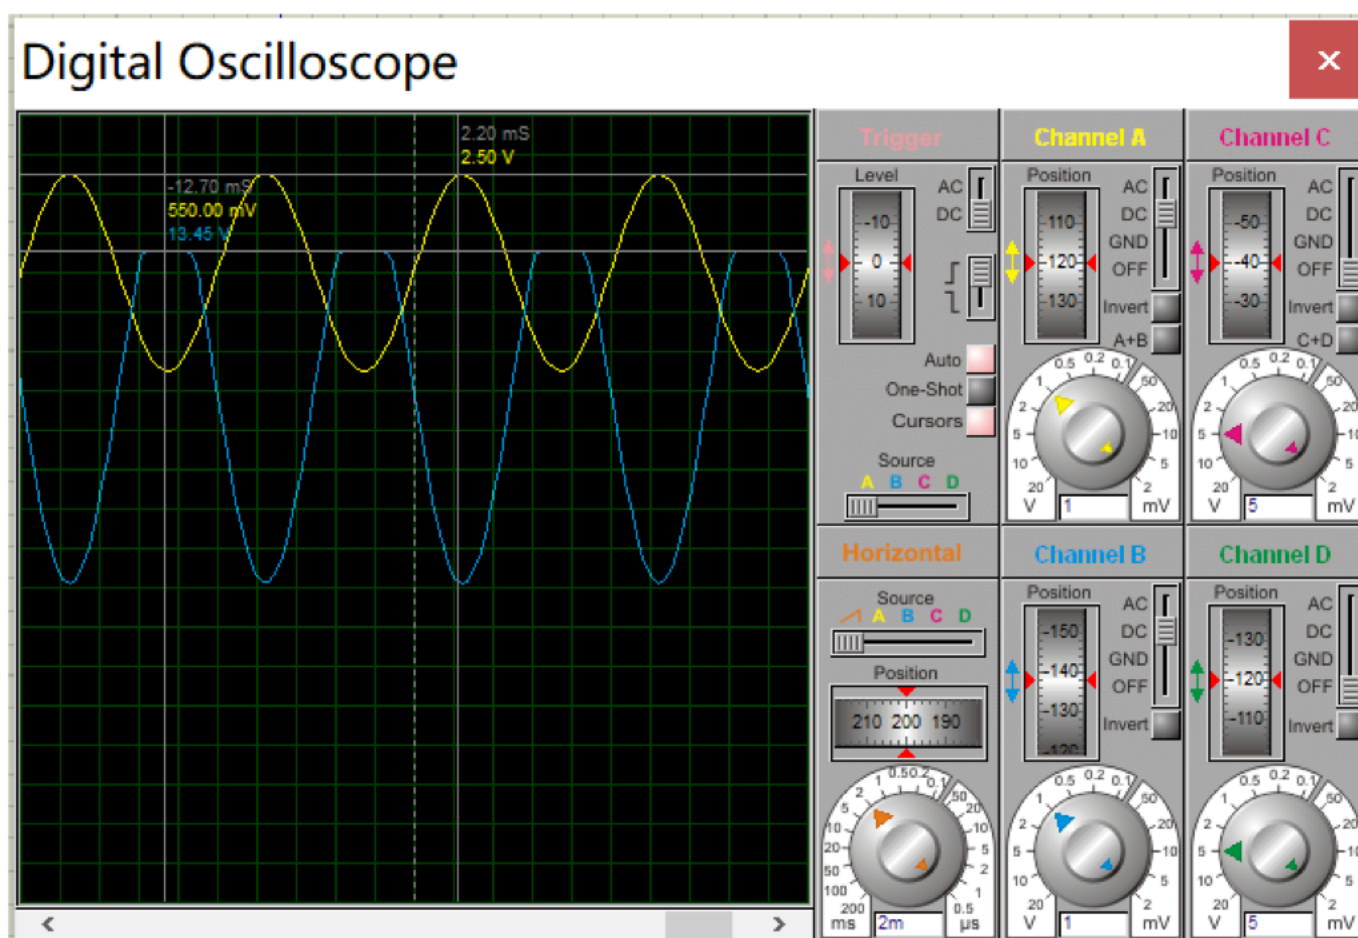 Digital Oscilloscope
2.20 mS
2.50 V
-12.70 mS
550.00 mV
13.45 V
Trigger
Level
-10
0
10
AC
DC
Auto
One-Shot
Cursors
Source
A B C D
Channel A
Position
110
120
130
AC
DC
GND
OFF
Invert
A+B
0.5 0.2 0.1
1 50
2 20
5 10
10 5
20 2
V 1 mV
Channel C
Position
-50
-40
-30
AC
DC
GND
OFF
Invert
C+D
0.5 0.2 0.1
1 50
2 20
5 10
10 5
20 2
V 5 mV
Horizontal
Source
A B C D
Position
210 200 190
1 0.5 0.2 0.1
2 50
5 20
10 10
20 5
50 2
100 1
200 0.5
ms 2m µs
Channel B
Position
-150
-140
-130
-120
AC
DC
GND
OFF
Invert
0.5 0.2 0.1
1 50
2 20
5 10
10 5
20 2
V 1 mV
Channel D
Position
-130
-120
-110
AC
DC
GND
OFF
Invert
0.5 0.2 0.1
1 50
2 20
5 10
10 5
20 2
V 5 mV